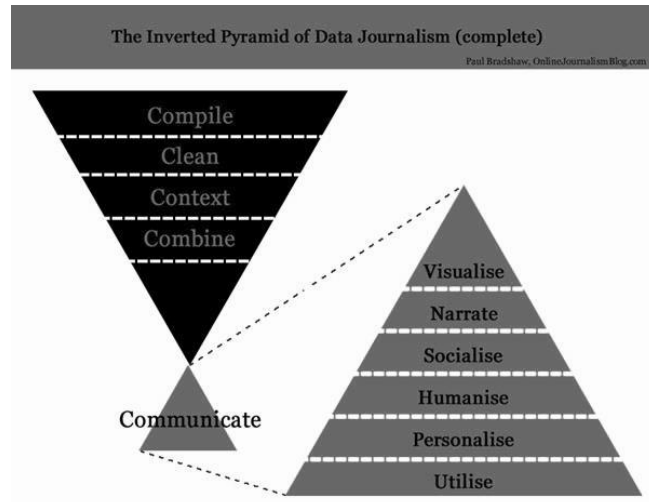 The Inverted Pyramid of Data Journalism (complete)
Paul Bradshaw, OnlineJournalismBlog.com
Compile
Clean
Context
Combine
Communicate
Visualise
Narrate
Socialise
Humanise
Personalise
Utilise